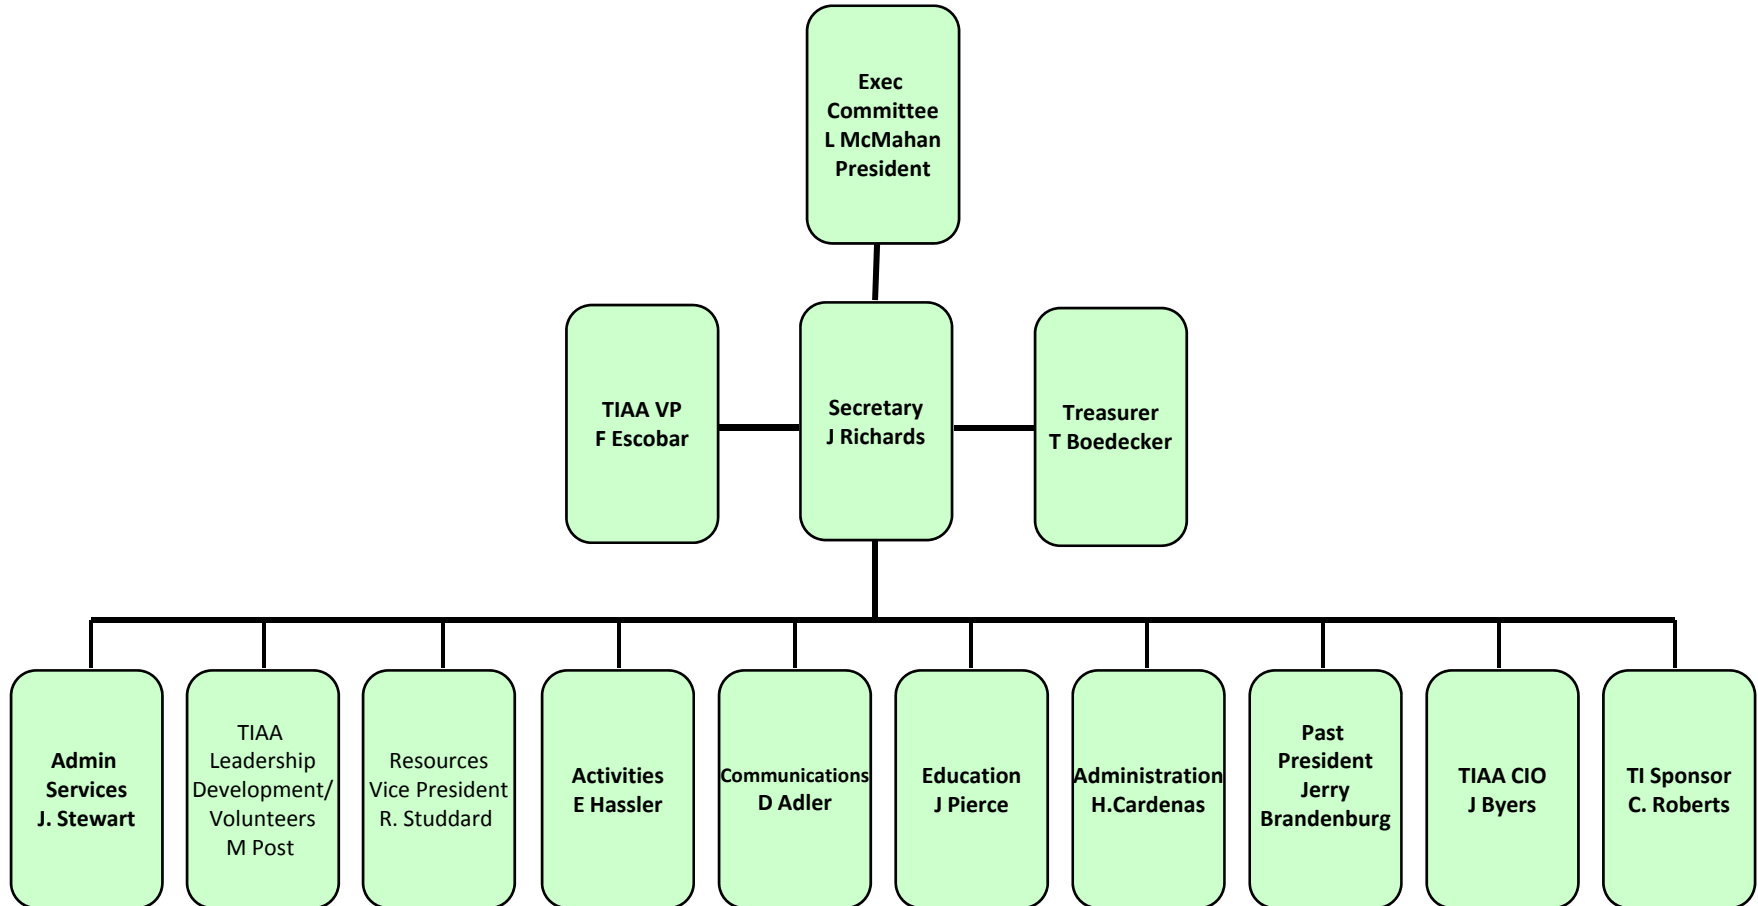 Exec
Committee
L McMahan
President
TIAA VP
F Escobar
Secretary
J Richards
Treasurer
T Boedecker
Admin
Services
J. Stewart
TIAA
Leadership
Development/
Volunteers
M Post
Resources
Vice President
R. Studdard
Activities
E Hassler
Communications
D Adler
Education
J Pierce
Administration
H.Cardenas
Past
President
Jerry
Brandenburg
TIAA CIO
J Byers
TI Sponsor
C. Roberts